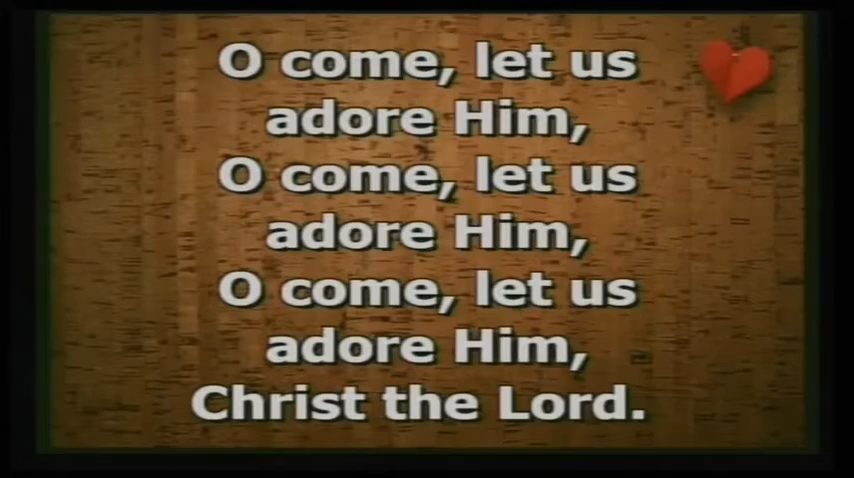 O come, let us
adore Him,
O come, let us
adore Him,
O come, let us
adore Him,
Christ the Lord.